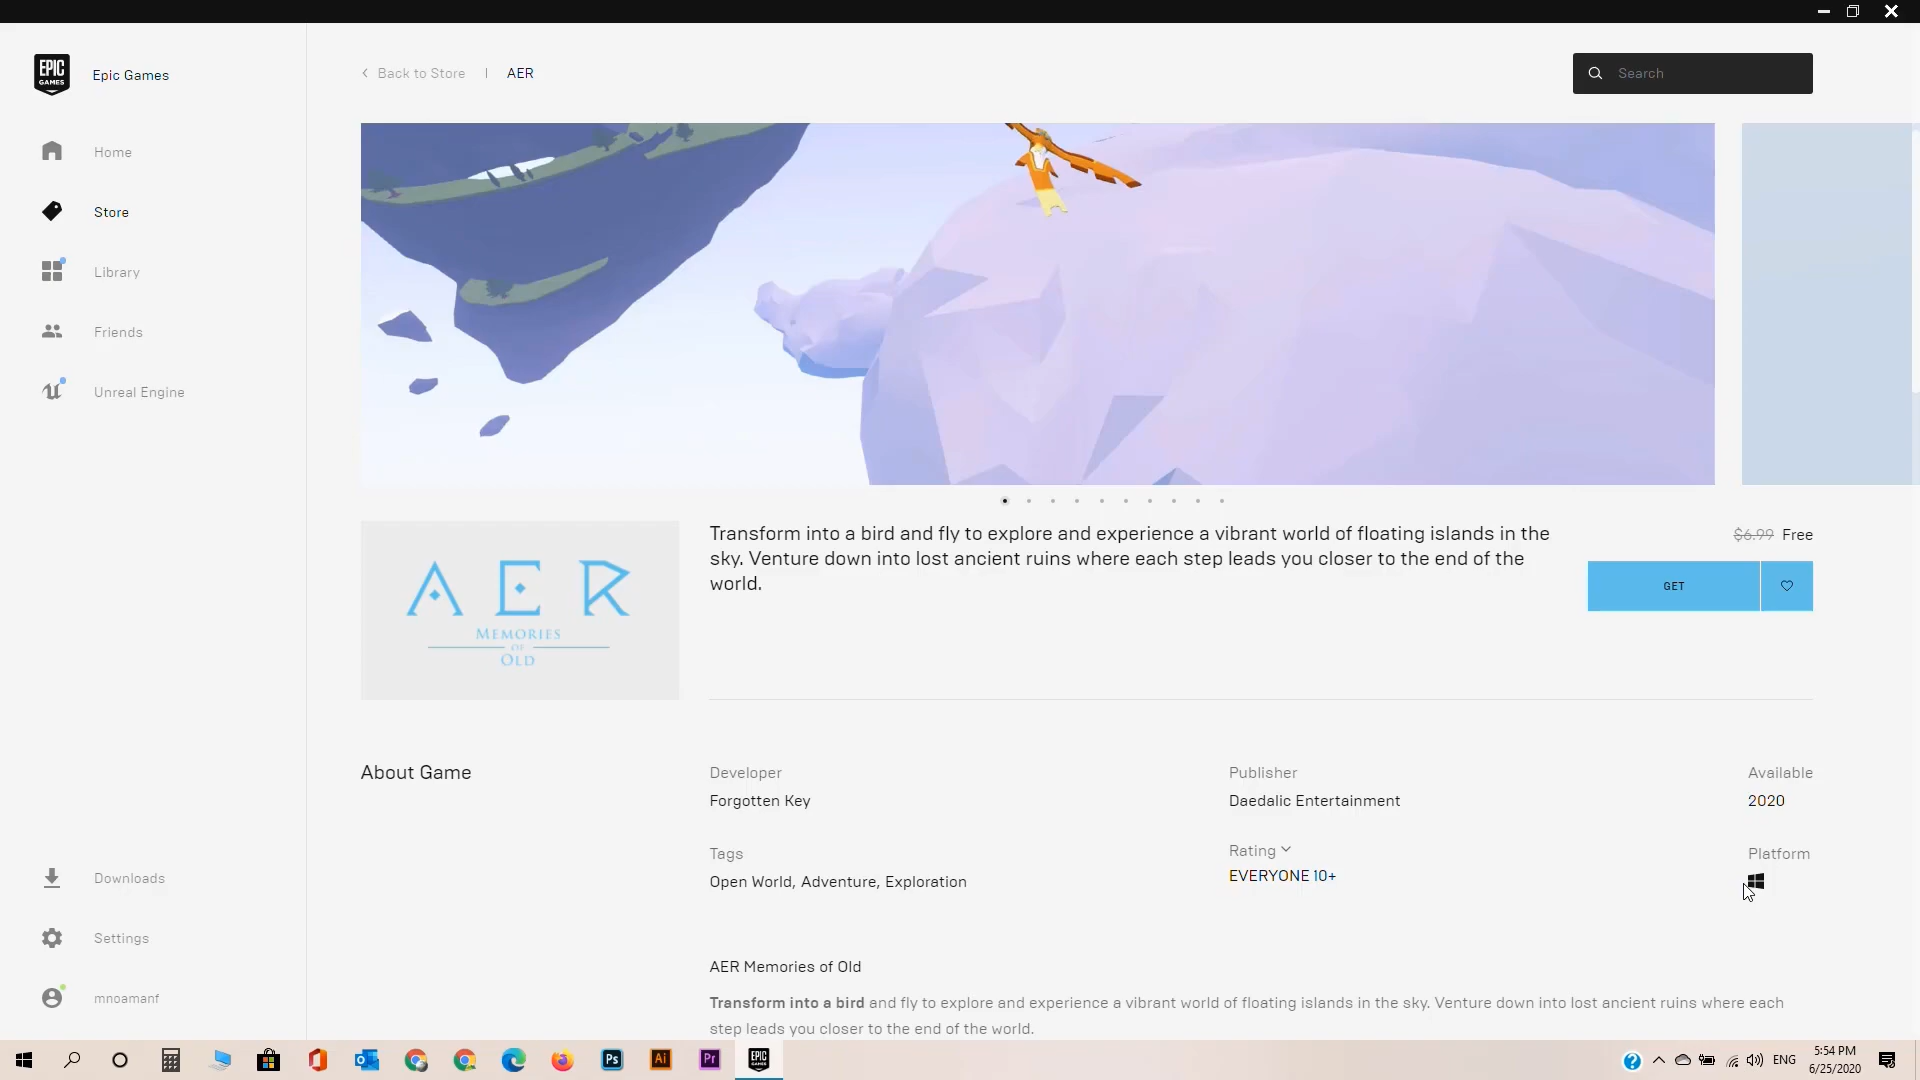 EPIC
GAMES
Epic Games
Home
Store
Library
Friends
Unreal Engine
Downloads
Settings
mnoamanf
Back to Store | AER
Search
AER
MEMORIES
OF
OLD
Transform into a bird and fly to explore and experience a vibrant world of floating islands in the
sky. Venture down into lost ancient ruins where each step leads you closer to the end of the
world.
$6.99 Free
GET
About Game
Developer
Forgotten Key
Publisher
Daedalic Entertainment
Available
2020
Tags
Open World, Adventure, Exploration
Rating
EVERYONE 10+
Platform
AER Memories of Old
Transform into a bird and fly to explore and experience a vibrant world of floating islands in the sky. Venture down into lost ancient ruins where each
step leads you closer to the end of the world.
Ps
Ai
Pr
EPIC
GAMES
ENG
5:54 PM
6/25/2020